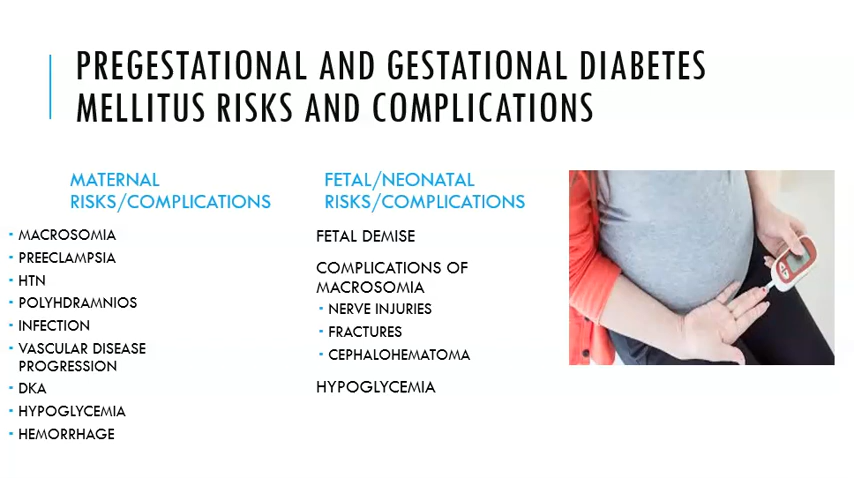 PREGESTATIONAL AND GESTATIONAL DIABETES
MELLITUS RISKS AND COMPLICATIONS
MATERNAL
RISKS/COMPLICATIONS
MACROSOMIA
PREECLAMPSIA
HTN
POLYHDRAMNIOS
INFECTION
VASCULAR DISEASE
PROGRESSION
DKA
HYPOGLYCEMIA
HEMORRHAGE
FETAL/NEONATAL
RISKS/COMPLICATIONS
FETAL DEMISE
COMPLICATIONS OF
MACROSOMIA
NERVE INJURIES
FRACTURES
CEPHALOHEMATOMA
HYPOGLYCEMIA